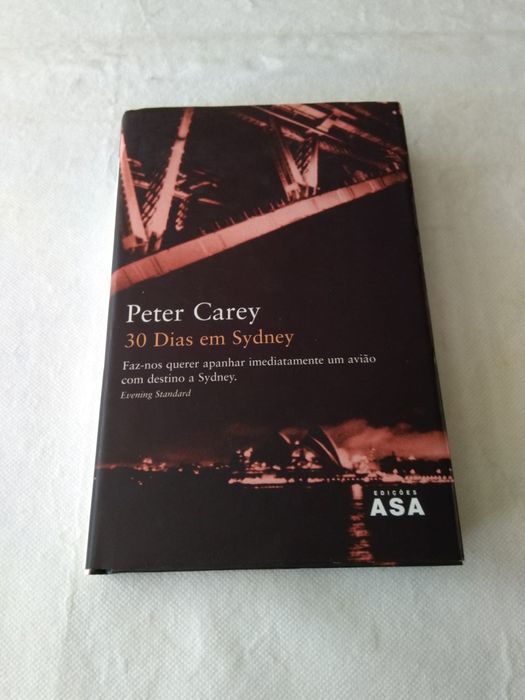 Peter Carey
30 Dias em Sydney
Faz-nos querer apanhar imediatamente um avião
com destino a Sydney.
Evening Standard
EDIÇÕES
ASA